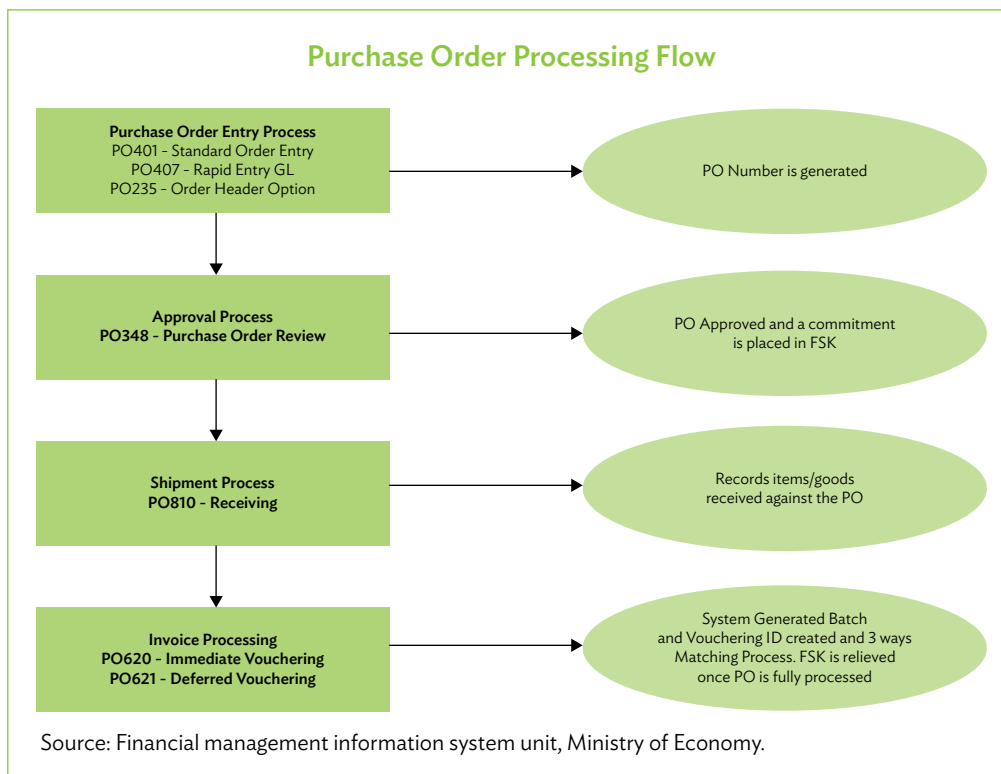 Purchase Order Processing Flow
Purchase Order Entry Process
PO401 – Standard Order Entry
PO407 – Rapid Entry GL
PO235 – Order Header Option
PO Number is generated
Approval Process
PO348 – Purchase Order Review
PO Approved and a commitment
is placed in FSK
Shipment Process
PO810 – Receiving
Records items/goods
received against the PO
Invoice Processing
PO620 – Immediate Vouchering
PO621 – Deferred Vouchering
System Generated Batch
and Vouchering ID created and 3 ways
Matching Process. FSK is relieved
once PO is fully processed
Source: Financial management information system unit, Ministry of Economy.